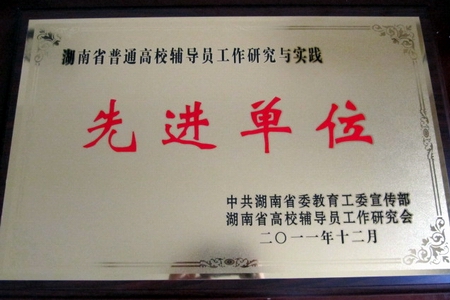 湖南省普通高校辅导员工作研究与实践
先进单位
中共湖南省委教育工委宣传部
湖南省高校辅导员工作研究会
二〇一一年十二月